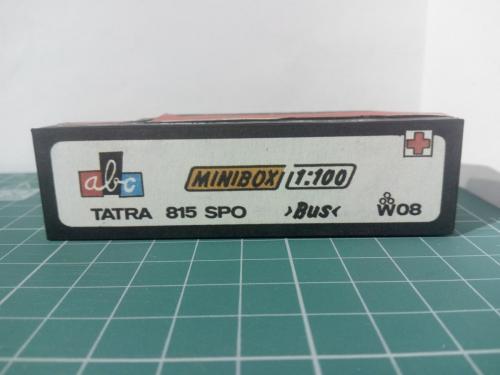 abc MINIBOX 1:100
TATRA 815 SPO ›Bus‹ W08